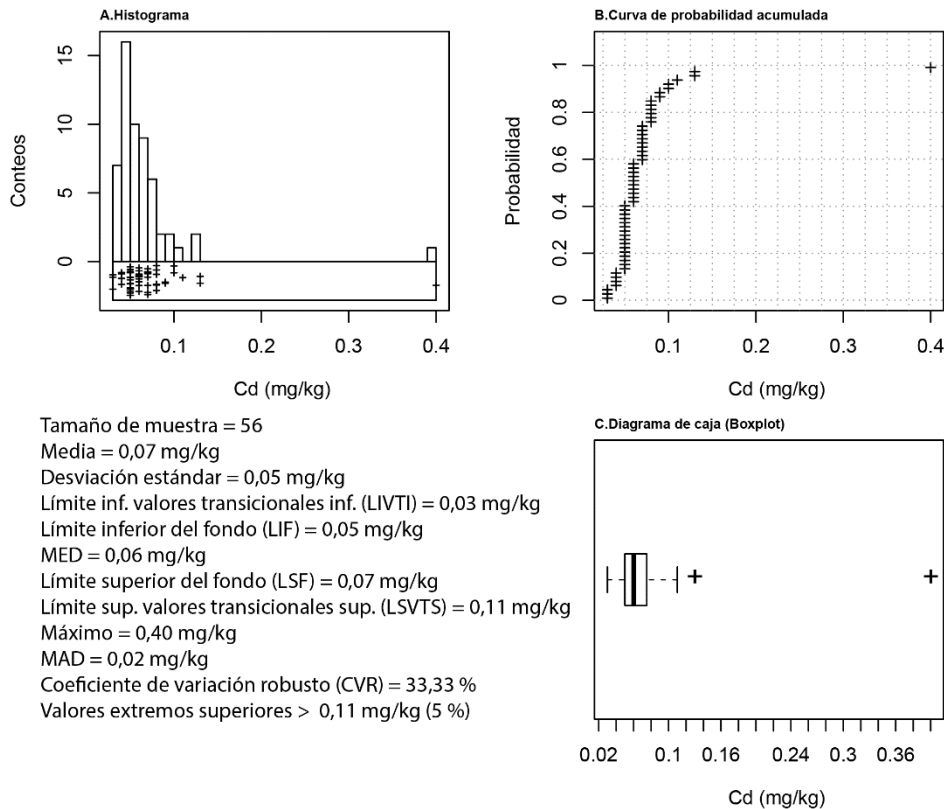 A.Histograma
Conteos
15
10
5
0
0.1
0.2
0.3
0.4
Cd (mg/kg)
B.Curva de probabilidad acumulada
Probabilidad
1
0.8
0.6
0.4
0.2
0
0.1
0.2
0.3
0.4
Cd (mg/kg)
Tamaño de muestra = 56
Media = 0,07 mg/kg
Desviación estándar = 0,05 mg/kg
Límite inf. valores transicionales inf. (LIVTI) = 0,03 mg/kg
Límite inferior del fondo (LIF) = 0,05 mg/kg
MED = 0,06 mg/kg
Límite superior del fondo (LSF) = 0,07 mg/kg
Límite sup. valores transicionales sup. (LSVTS) = 0,11 mg/kg
Máximo = 0,40 mg/kg
MAD = 0,02 mg/kg
Coeficiente de variación robusto (CVR) = 33,33 %
Valores extremos superiores > 0,11 mg/kg (5 %)
C.Diagrama de caja (Boxplot)
0.02
0.1
0.16
0.24
0.3
0.36
Cd (mg/kg)